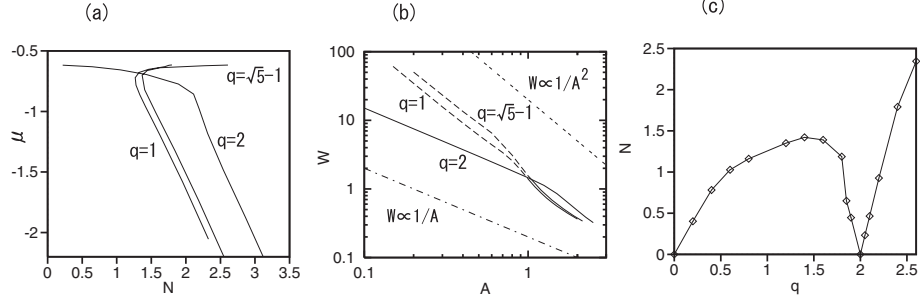 (a)
-0.5
-1
-1.5
-2
μ
0 0.5 1 1.5 2 2.5 3 3.5
N
q=√5-1
q=1
q=2
(b)
100
10
1
0.1
W
0.1 1
A
W∝1/A²
q=√5-1
q=1
q=2
W∝1/A
(c)
2.5
2
1.5
1
0.5
0
N
0 0.5 1 1.5 2 2.5
q